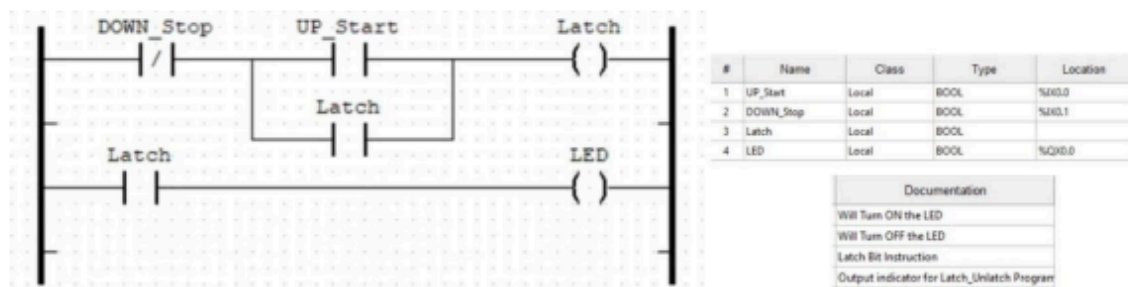 DOWN_Stop UP_Start Latch
Latch
Latch LED
# Name Class Type Location
1 UP_Start Local BOOL %IX0.0
2 DOWN_Stop Local BOOL %IX0.1
3 Latch Local BOOL
4 LED Local BOOL %QX0.0
Documentation
Will Turn ON the LED
Will Turn OFF the LED
Latch Bit Instruction
Output indicator for Latch_Unlatch Program